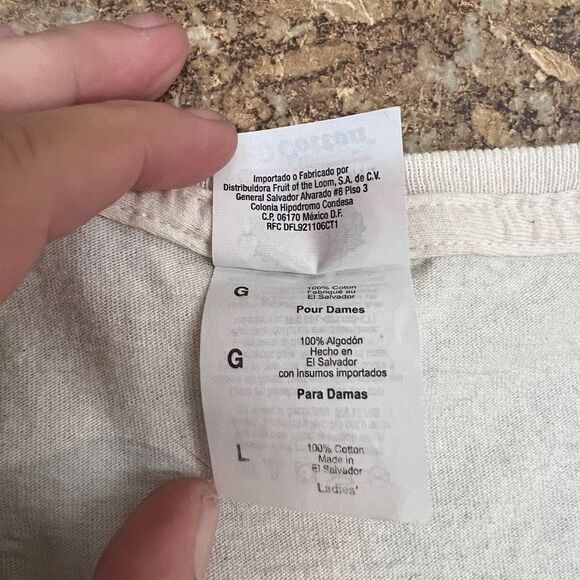 Importado o Fabricado por
Distribuidora Fruit of the Loom, S.A. de C.V.
General Salvador Alvarado #8 Piso 3
Colonia Hipodromo Condesa
C.P. 06170 México D.F.
RFC DFL921106CT1
G
100% Coton
Fabriqué au
El Salvador
Pour Dames
G
100% Algodón
Hecho en
El Salvador
con insumos importados
Para Damas
L
100% Cotton
Made in
El Salvador
Ladies'